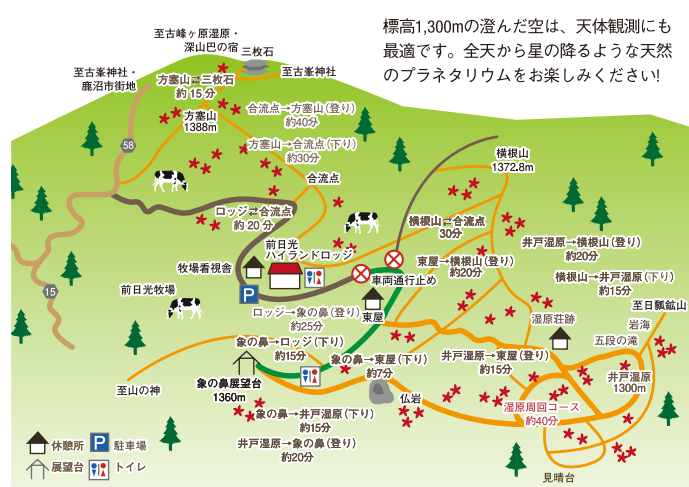 標高1,300mの澄んだ空は、天体観測にも
最適です。全天から星の降るような天然
のプラネタリウムをお楽しみください!
至古峰ヶ原湿原・
深山巴の宿
三枚石
至古峯神社・
鹿沼市街地
方塞山⇄三枚石
約15分
至古峯神社
方塞山
1388m
合流点→方塞山（登り）
約40分
58
方塞山→合流点（下り）
約30分
合流点
横根山
1372.8m
ロッジ⇄合流点
約20分
横根山⇄合流点
30分
井戸湿原→横根山（登り）
約20分
前日光
ハイランドロッジ
牧場看視舎
東屋→横根山（登り）
約20分
横根山→井戸湿原（下り）
約15分
車両通行止め
15
前日光牧場
P
ロッジ→象の鼻（登り）
約25分
東屋
湿原荘跡
至日瓢鉱山
岩海
五段の滝
象の鼻→ロッジ（下り）
約15分
象の鼻→東屋（下り）
約7分
井戸湿原→東屋（登り）
約15分
井戸湿原
1300m
至山の神
象の鼻展望台
1360m
仏岩
湿原周回コース
約40分
象の鼻→井戸湿原（下り）
約15分
井戸湿原→象の鼻（登り）
約20分
見晴台
休憩所
P
駐車場
展望台
トイレ